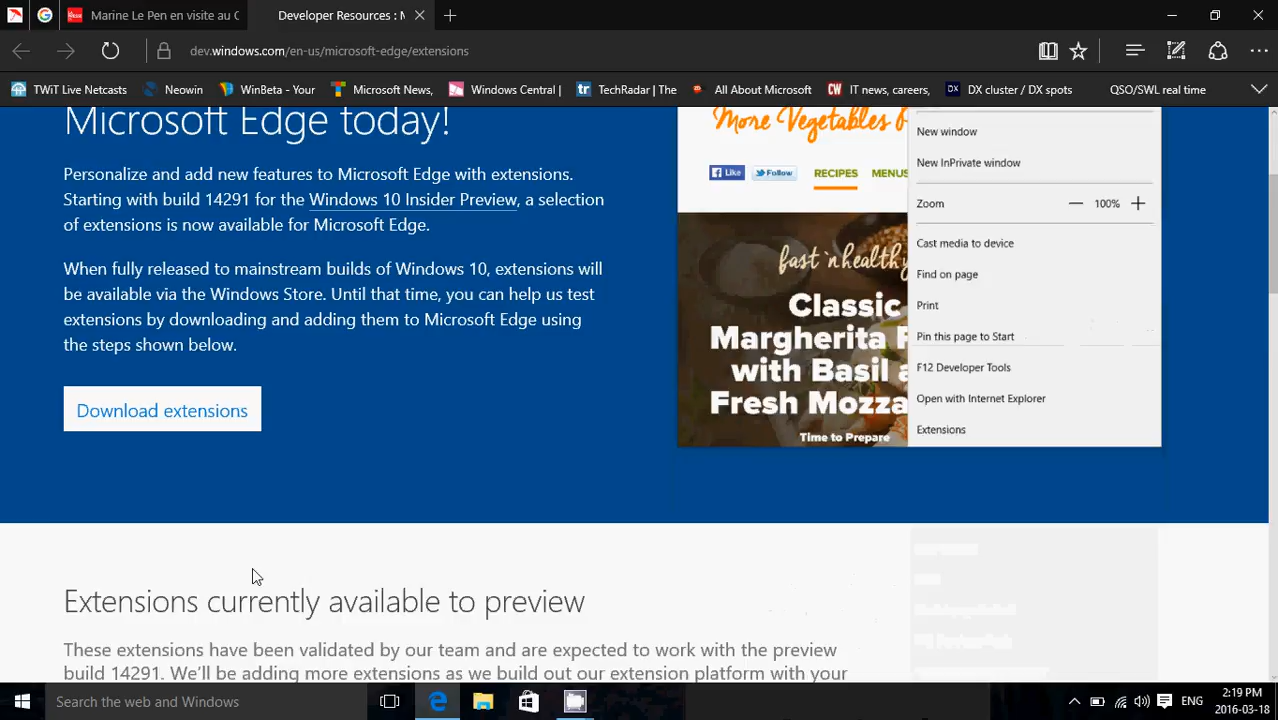 Marine Le Pen en visite au C
Developer Resources : M
dev.windows.com/en-us/microsoft-edge/extensions
TWiT Live Netcasts
Neowin
WinBeta - Your
Microsoft News,
Windows Central |
TechRadar | The
All About Microsoft
IT news, careers,
DX cluster / DX spots
QSO/SWL real time
Microsoft Edge today!
Personalize and add new features to Microsoft Edge with extensions.
Starting with build 14291 for the Windows 10 Insider Preview, a selection
of extensions is now available for Microsoft Edge.
When fully released to mainstream builds of Windows 10, extensions will
be available via the Windows Store. Until that time, you can help us test
extensions by downloading and adding them to Microsoft Edge using
the steps shown below.
Download extensions
More Vegetables
Like
Follow
RECIPES
MENUS
fast 'n healthy
Classic
Margherita
with Basil
Fresh Mozza
Time to Prepare
New window
New InPrivate window
Zoom
100%
Cast media to device
Find on page
Print
Pin this page to Start
F12 Developer Tools
Open with Internet Explorer
Extensions
Extensions currently available to preview
These extensions have been validated by our team and are expected to work with the preview
build 14291. We'll be adding more extensions as we build out our extension platform with your
Search the web and Windows
ENG
2:19 PM
2016-03-18